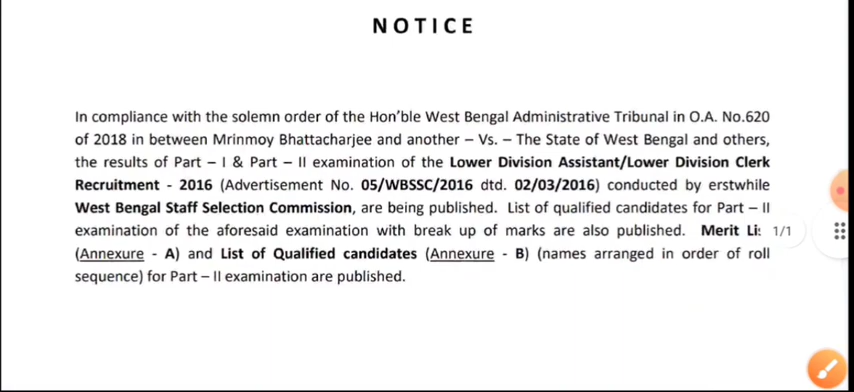 NOTICE
In compliance with the solemn order of the Hon'ble West Bengal Administrative Tribunal in O.A. No.620
of 2018 in between Mrinmoy Bhattacharjee and another – Vs. – The State of West Bengal and others,
the results of Part – I & Part – II examination of the Lower Division Assistant/Lower Division Clerk
Recruitment - 2016 (Advertisement No. 05/WBSSC/2016 dtd. 02/03/2016) conducted by erstwhile
West Bengal Staff Selection Commission, are being published. List of qualified candidates for Part – II
examination of the aforesaid examination with break up of marks are also published. Merit 1/1
(Annexure - A) and List of Qualified candidates (Annexure - B) (names arranged in order of roll
sequence) for Part – II examination are published.